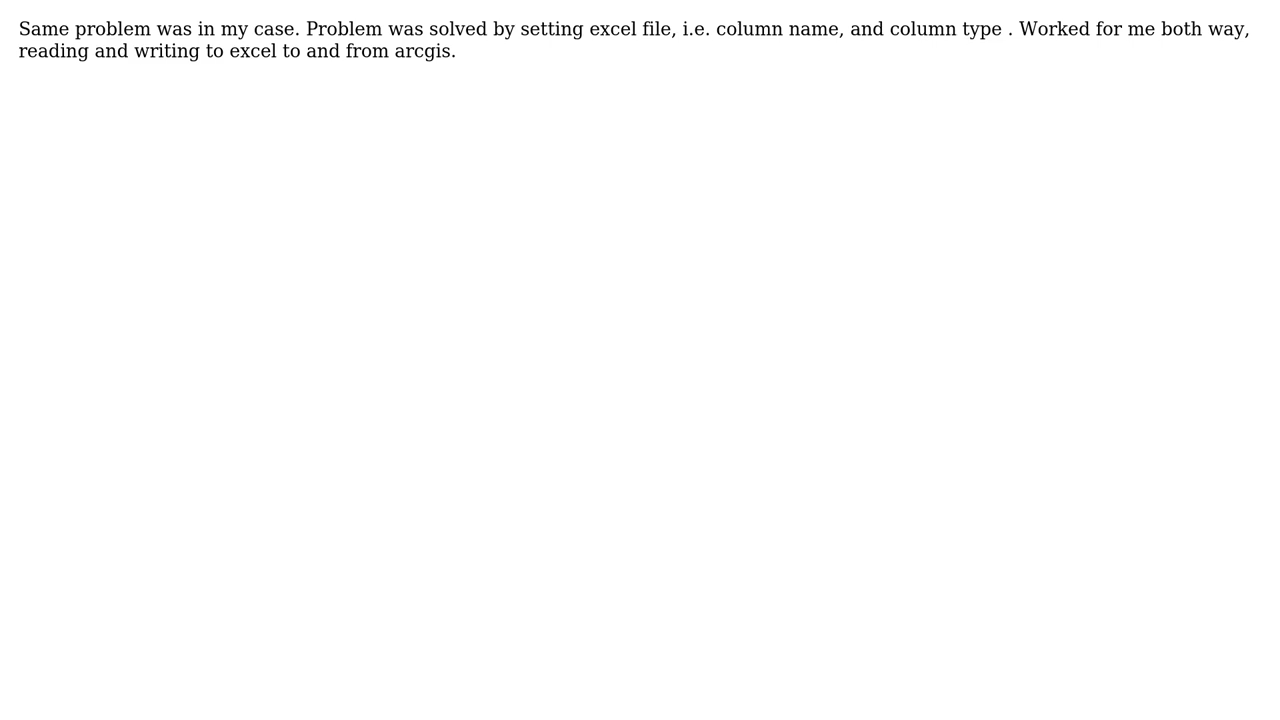 Same problem was in my case. Problem was solved by setting excel file, i.e. column name, and column type . Worked for me both way,
reading and writing to excel to and from arcgis.